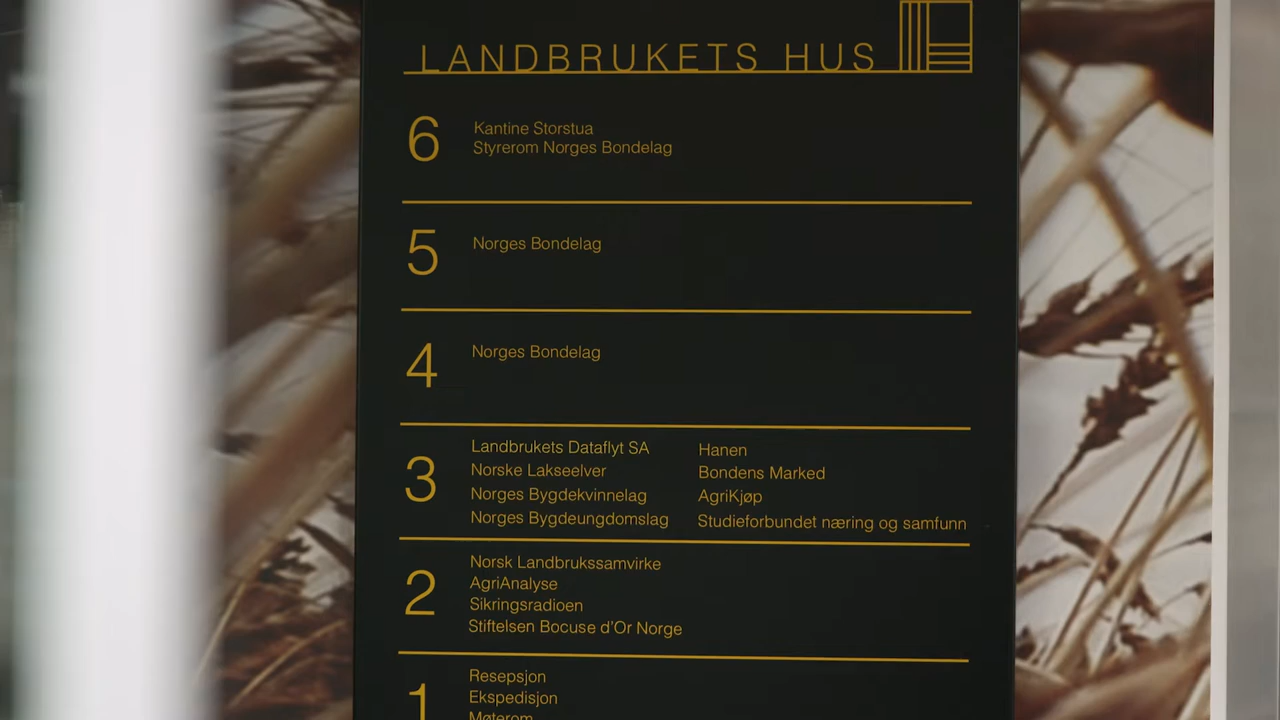 LANDBRUKETS HUS
6
Kantine Storstua
Styrerom Norges Bondelag
5
Norges Bondelag
4
Norges Bondelag
3
Landbrukets Dataflyt SA
Norske Lakseelver
Norges Bygdekvinnelag
Norges Bygdeungdomslag
Hanen
Bondens Marked
AgriKjøp
Studieforbundet næring og samfunn
2
Norsk Landbrukssamvirke
AgriAnalyse
Sikringsradioen
Stiftelsen Bocuse d'Or Norge
1
Resepsjon
Ekspedisjon
Møterom